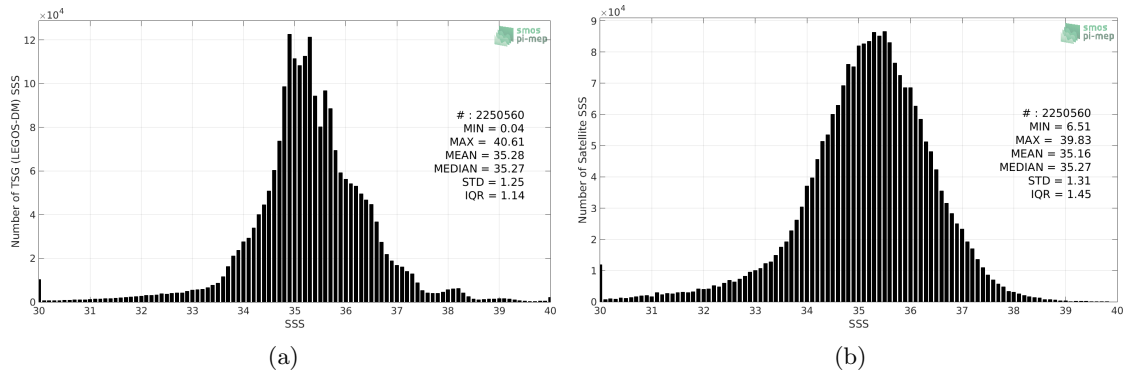 ×10⁴
smos
pi-mep
Number of TSG (LEGOS-DM) SSS
12
10
8
6
4
2
0
# : 2250560
MIN = 0.04
MAX = 40.61
MEAN = 35.28
MEDIAN = 35.27
STD = 1.25
IQR = 1.14
30 31 32 33 34 35 36 37 38 39 40
SSS
(a)
×10⁴
smos
pi-mep
Number of Satellite SSS
9
8
7
6
5
4
3
2
1
0
# : 2250560
MIN = 6.51
MAX = 39.83
MEAN = 35.16
MEDIAN = 35.27
STD = 1.31
IQR = 1.45
30 31 32 33 34 35 36 37 38 39 40
SSS
(b)